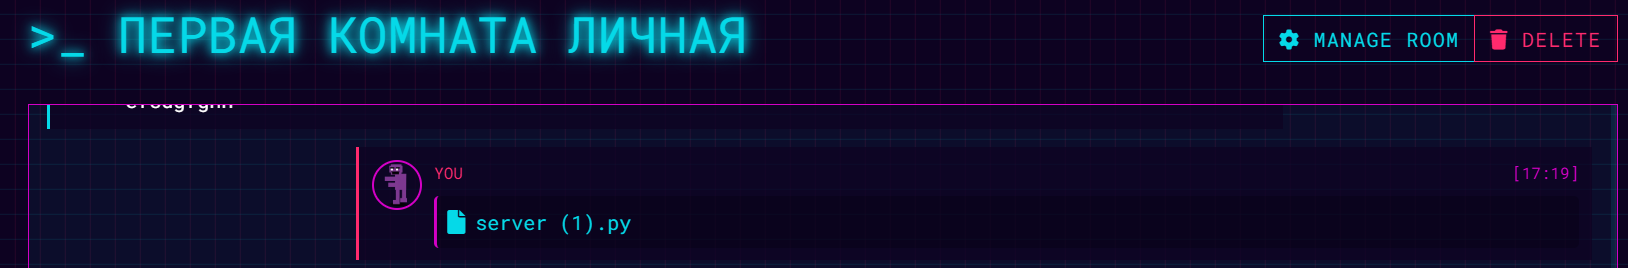 >_ ПЕРВАЯ КОМНАТА ЛИЧНАЯ
MANAGE ROOM
DELETE
YOU
[17:19]
server (1).py